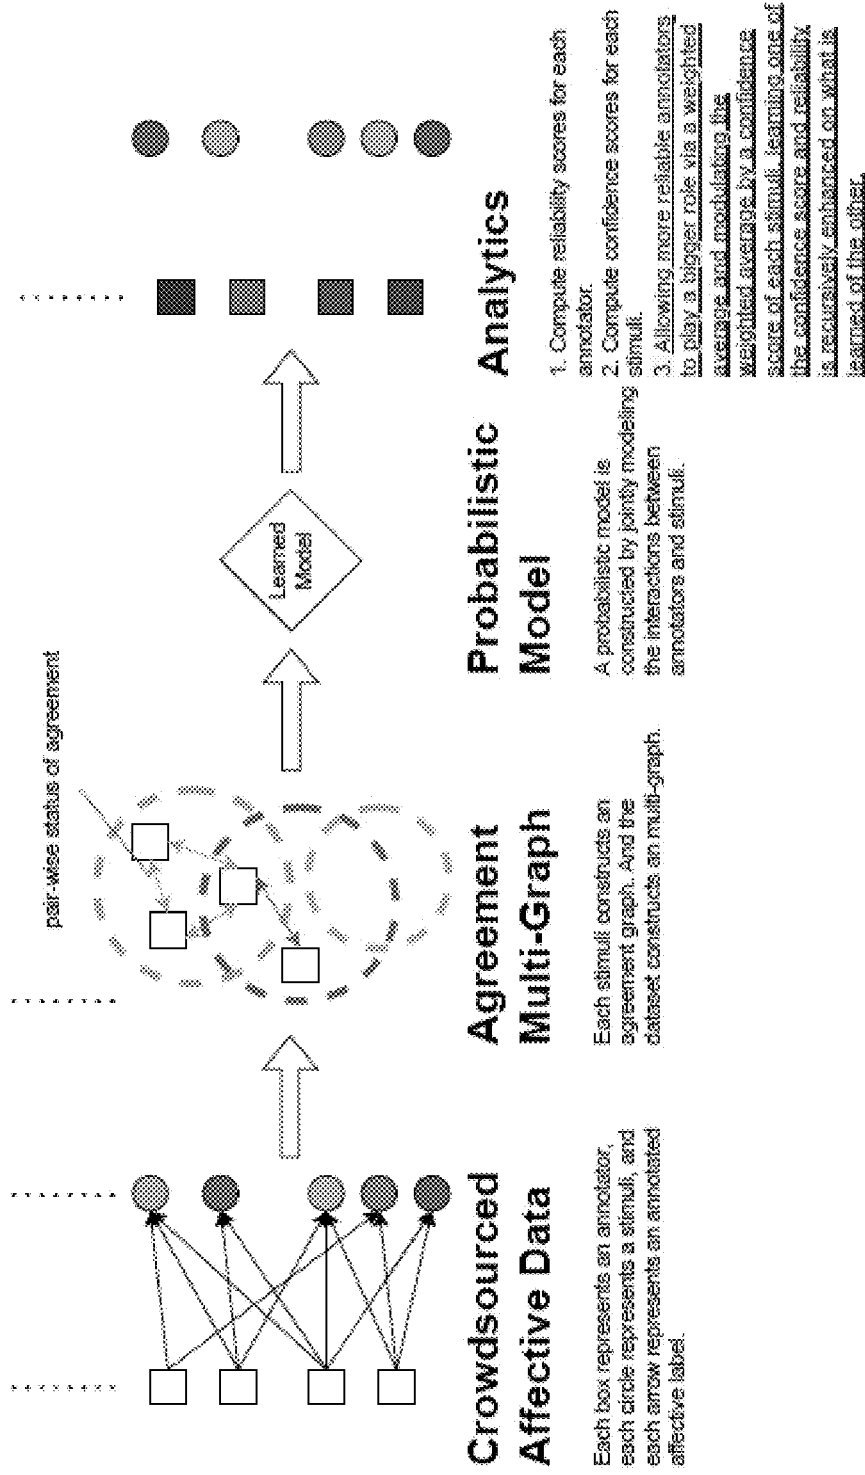 pair-wise status of agreement
Learned
Model
Crowdsourced
Affective Data
Each box represents an annotator,
each circle represents a stimuli, and
each arrow represents an annotated
affective label.
Agreement
Multi-Graph
Each stimuli constructs an
agreement graph. And the
dataset constructs an multi-graph.
Probabilistic
Model
A probabilistic model is
constructed by jointly modeling
the interactions between
annotators and stimuli.
Analytics
1. Compute reliability scores for each
annotator.
2. Compute confidence scores for each
stimuli.
3. Allowing more reliable annotators
to play a bigger role via a weighted
average and modulating the
weighted average by a confidence
score of each stimuli, learning one of
the confidence score and reliability
is recursively enhanced on what is
learned of the other.